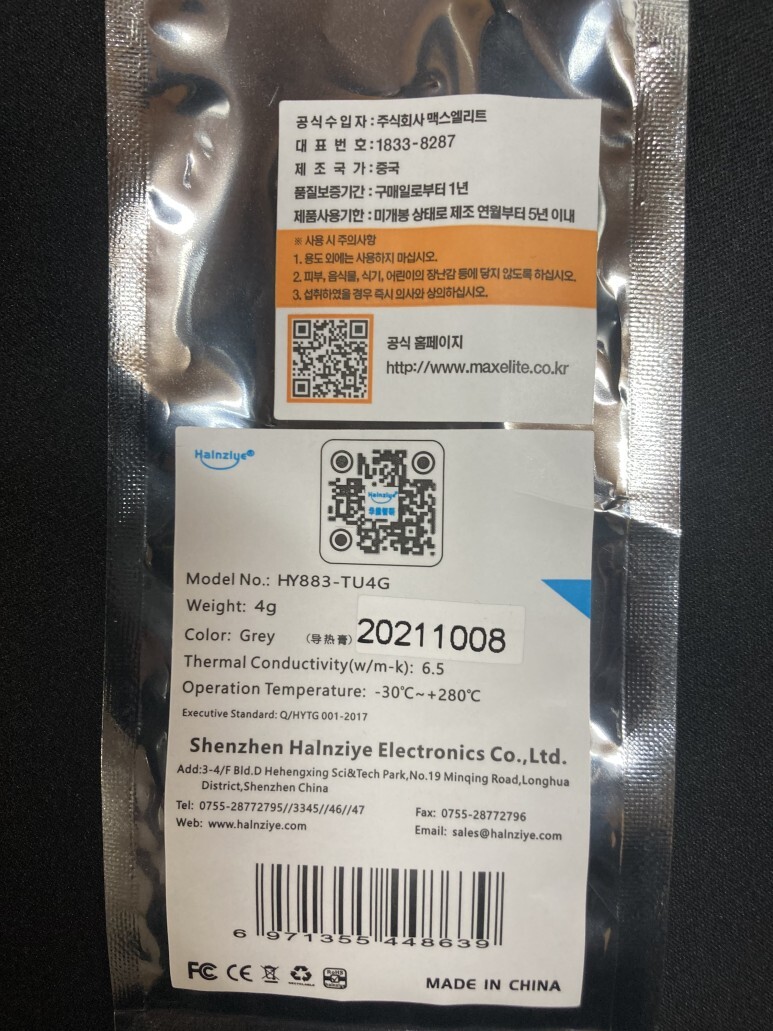 공식수입자 : 주식회사 맥스엘리트
대 표 번 호 : 1833-8287
제 조 국 가 : 중국
품질보증기간 : 구매일로부터 1년
제품사용기한 : 미개봉 상태로 제조 연월부터 5년 이내
※ 사용 시 주의사항
1. 용도 외에는 사용하지 마십시오.
2. 피부, 음식물, 식기, 어린이의 장난감 등에 닿지 않도록 하십시오.
3. 섭취하였을 경우 즉시 의사와 상의하십시오.
공식 홈페이지
http://www.maxelite.co.kr
Halnziye
Halnziye
Model No.: HY883-TU4G
Weight: 4g
Color: Grey (导热膏) 20211008
Thermal Conductivity(w/m-k): 6.5
Operation Temperature: -30℃~+280℃
Executive Standard: Q/HYTG 001-2017
Shenzhen Halnziye Electronics Co.,Ltd.
Add:3-4/F Bld.D Hehengxing Sci&Tech Park,No.19 Minqing Road,Longhua
District,Shenzhen China
Tel: 0755-28772795//3345//46//47
Fax: 0755-28772796
Web: www.halnziye.com
Email: sales@halnziye.com
6 971355 448639
FC CE
RECYCLABLE
MADE IN CHINA